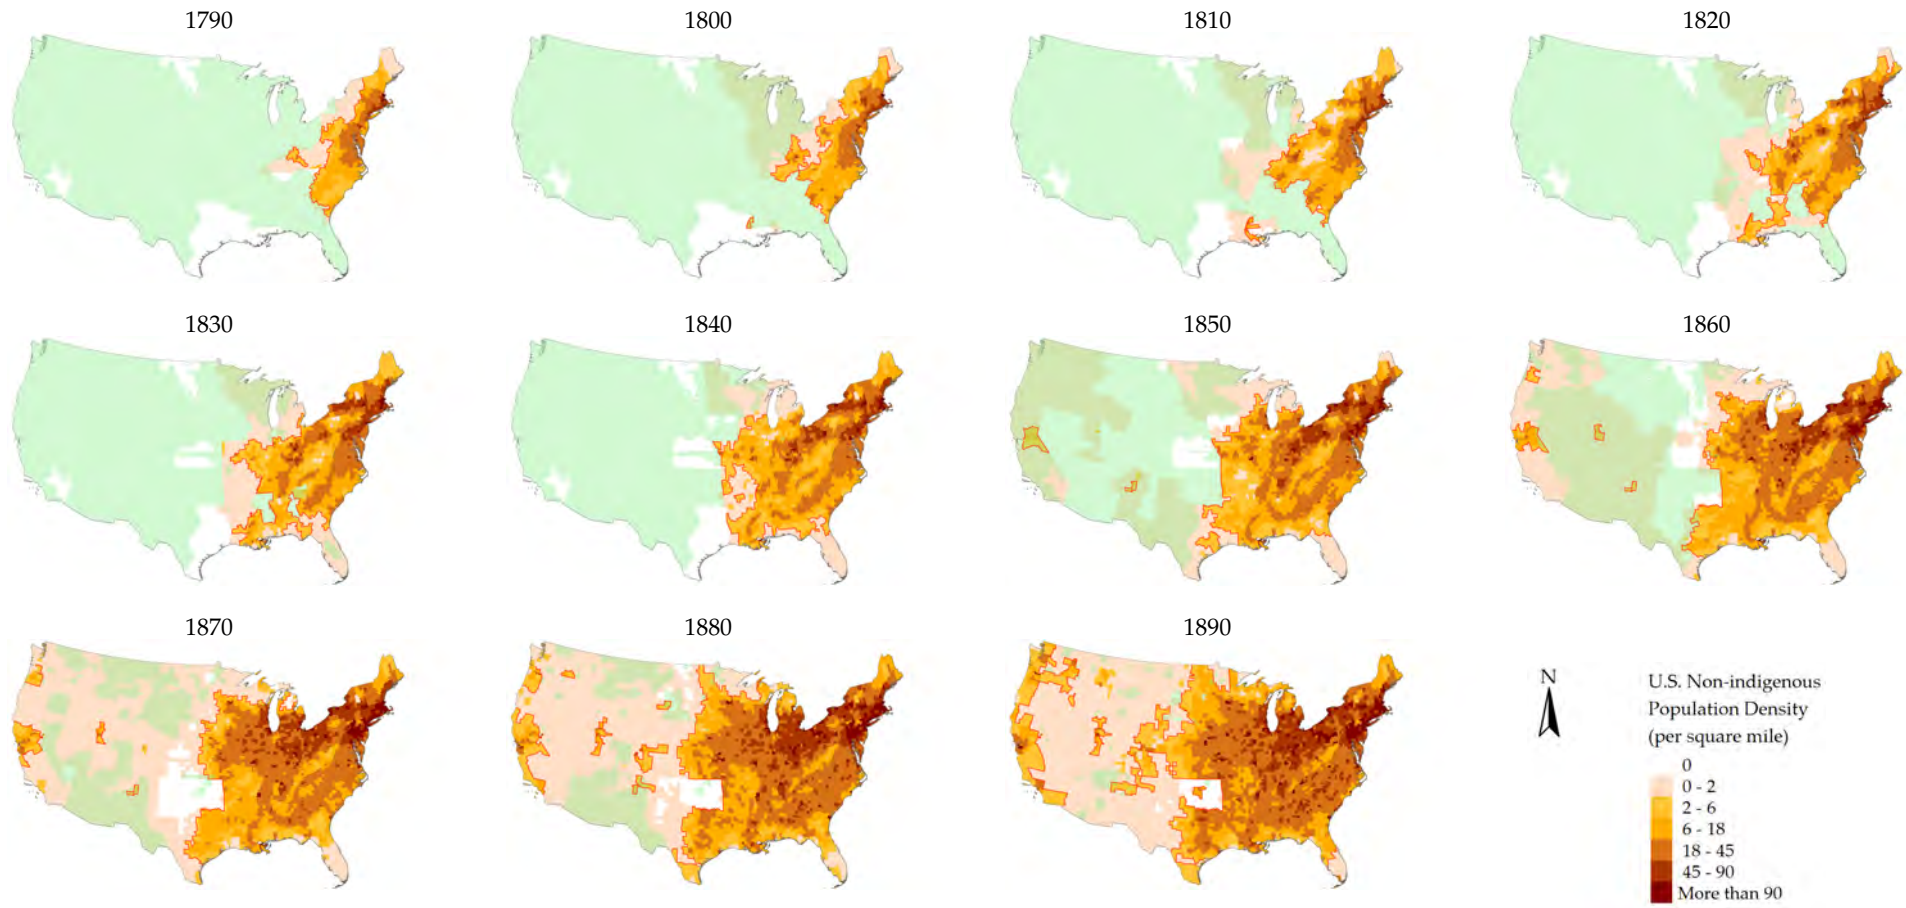 1790
1800
1810
1820
1830
1840
1850
1860
1870
1880
1890
N
U.S. Non-indigenous
Population Density
(per square mile)
0
0 - 2
2 - 6
6 - 18
18 - 45
45 - 90
More than 90